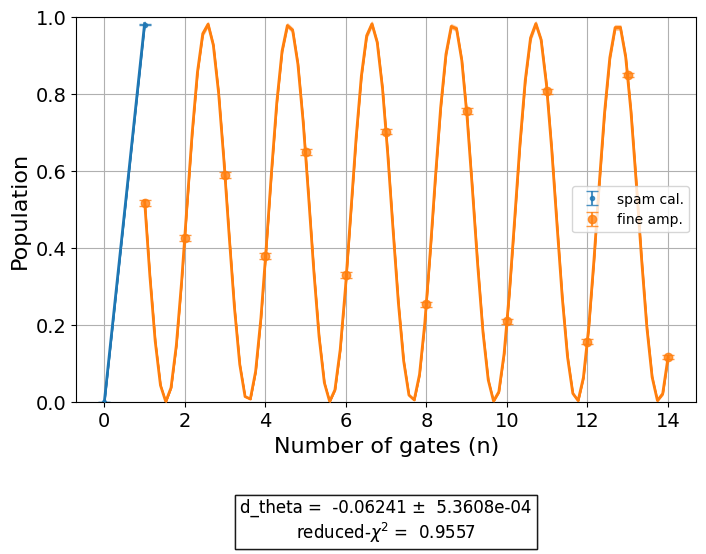 1.0
0.8
0.6
0.4
0.2
0.0
Population
spam cal.
fine amp.
0 2 4 6 8 10 12 14
Number of gates (n)
d_theta = -0.06241 ± 5.3608e-04
reduced-χ² = 0.9557